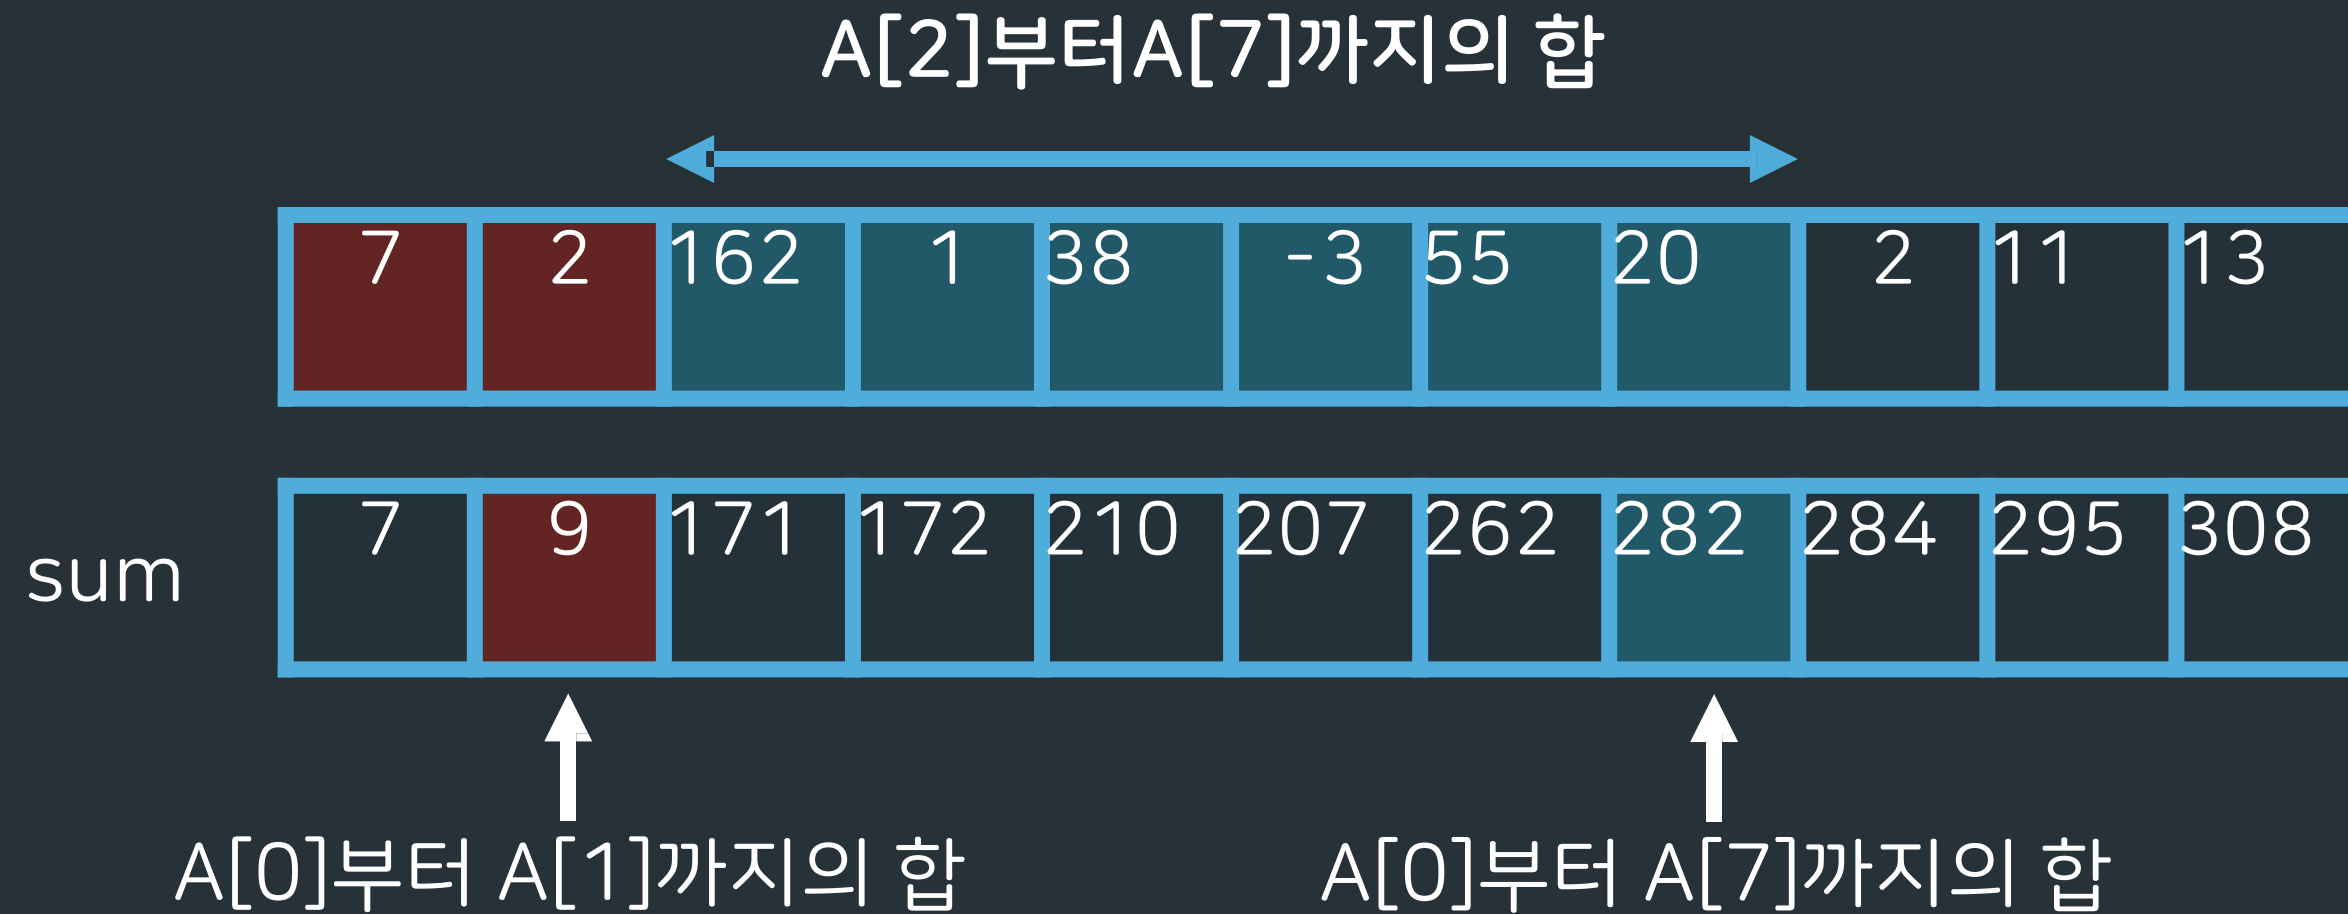 A[2]부터A[7]까지의 합
7 2 162 1 38 -3 55 20 2 11 13
7 9 171 172 210 207 262 282 284 295 308
sum
A[0]부터 A[1]까지의 합
A[0]부터 A[7]까지의 합